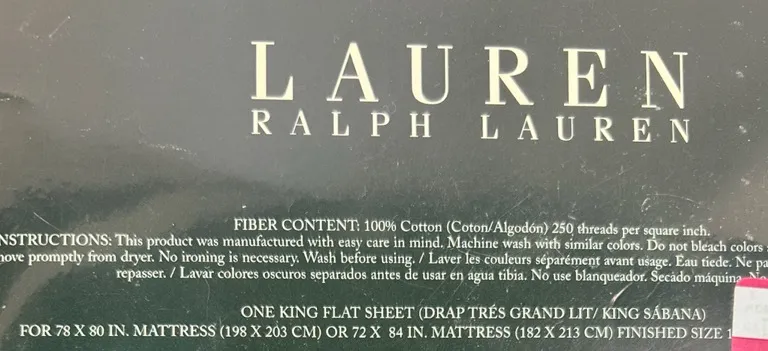 LAUREN
RALPH LAUREN
FIBER CONTENT: 100% Cotton (Coton/Algodón) 250 threads per square inch.
NSTRUCTIONS: This product was manufactured with easy care in mind. Machine wash with similar colors. Do not bleach colors
ove promptly from dryer. No ironing is necessary. Wash before using. / Laver les couleurs séparément avant usage. Eau tiede. Ne pa
repasser. / Lavar colores oscuros separados antes de usar en agua tibia. No use blanqueador. Secado máquina. No
ONE KING FLAT SHEET (DRAP TRÉS GRAND LIT/ KING SÁBANA)
FOR 78 X 80 IN. MATTRESS (198 X 203 CM) OR 72 X 84 IN. MATTRESS (182 X 213 CM) FINISHED SIZE 1